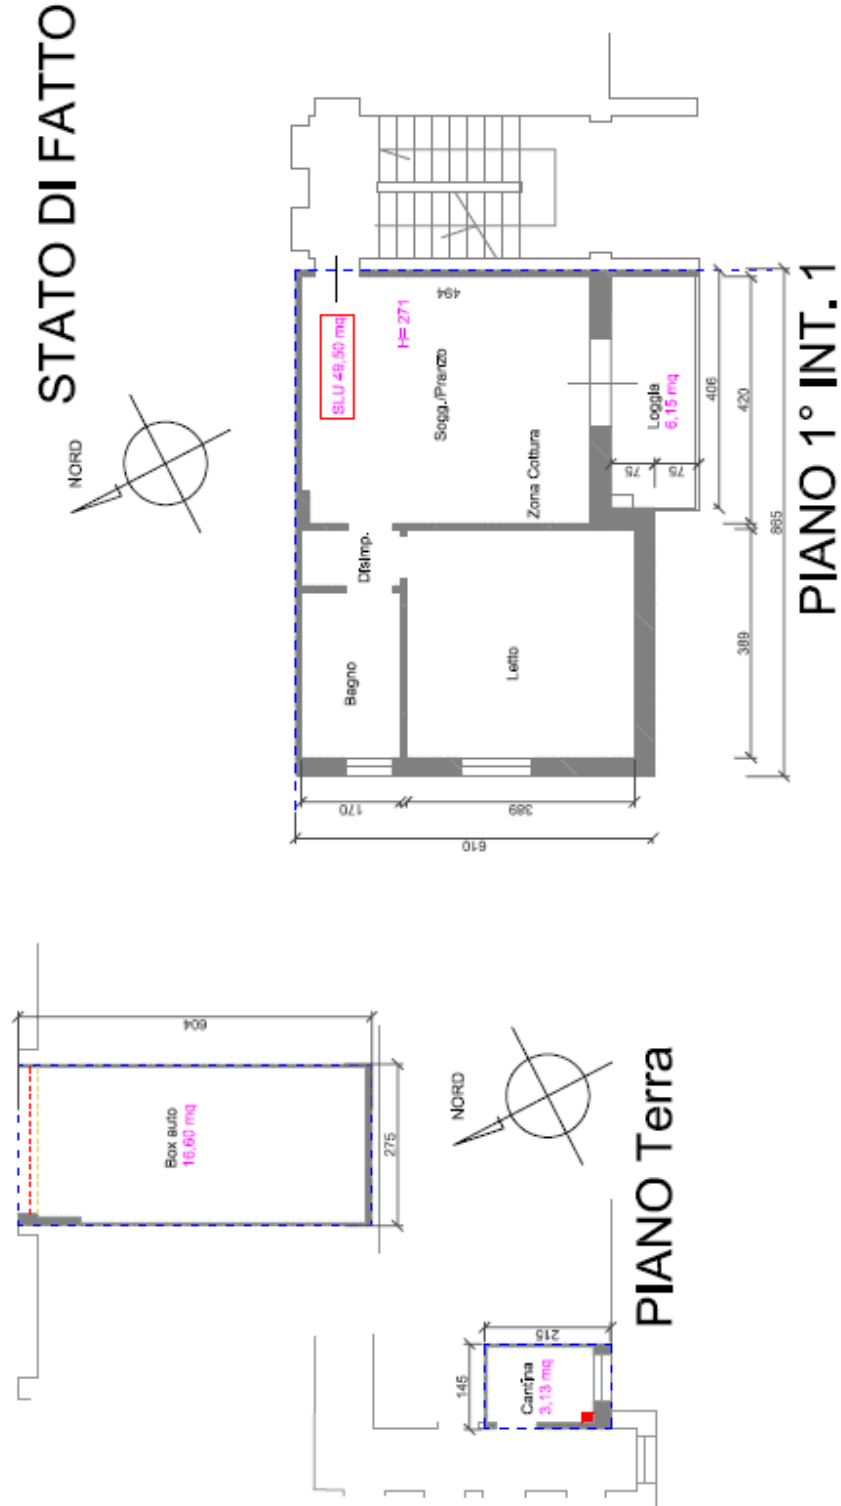 STATO DI FATTO
NORD
SLU 49,50 mq
H= 271
494
Sogg./Pranzo
Zona Cottura
Loggia
6,15 mq
75
75
406
420
865
389
Disimp.
Bagno
Letto
170
389
610
PIANO 1° INT. 1
604
Box auto
16,60 mq
275
NORD
PIANO Terra
215
145
Cantina
3,13 mq